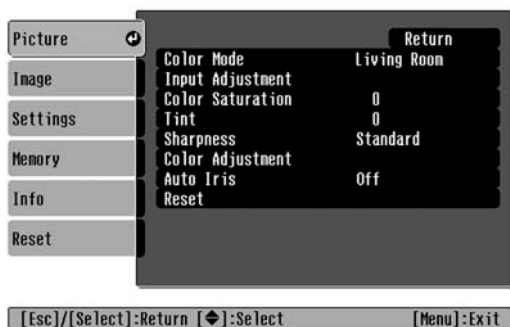 Picture
Image
Settings
Memory
Info
Reset
Return
Color Mode Living Room
Input Adjustment
Color Saturation 0
Tint 0
Sharpness Standard
Color Adjustment
Auto Iris Off
Reset
[Esc]/[Select]:Return [◆]:Select [Menu]:Exit